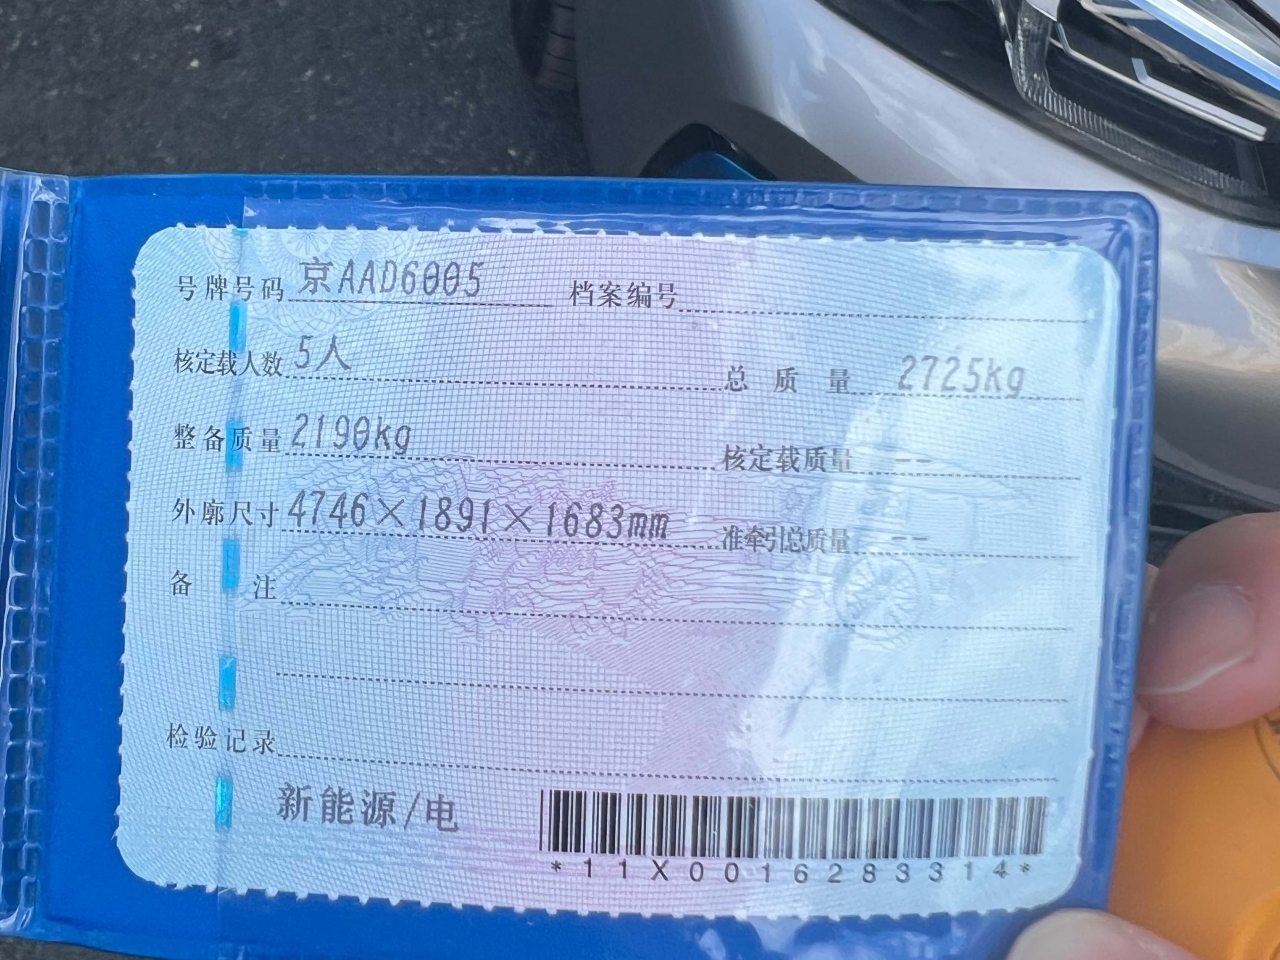 号牌号码 京AAD6005 档案编号
核定载人数 5人 总质量 2725kg
整备质量 2190kg 核定载质量 --
外廓尺寸 4746×1891×1683mm 准牵引总质量 --
备注
检验记录
新能源/电
*11X0016283314*